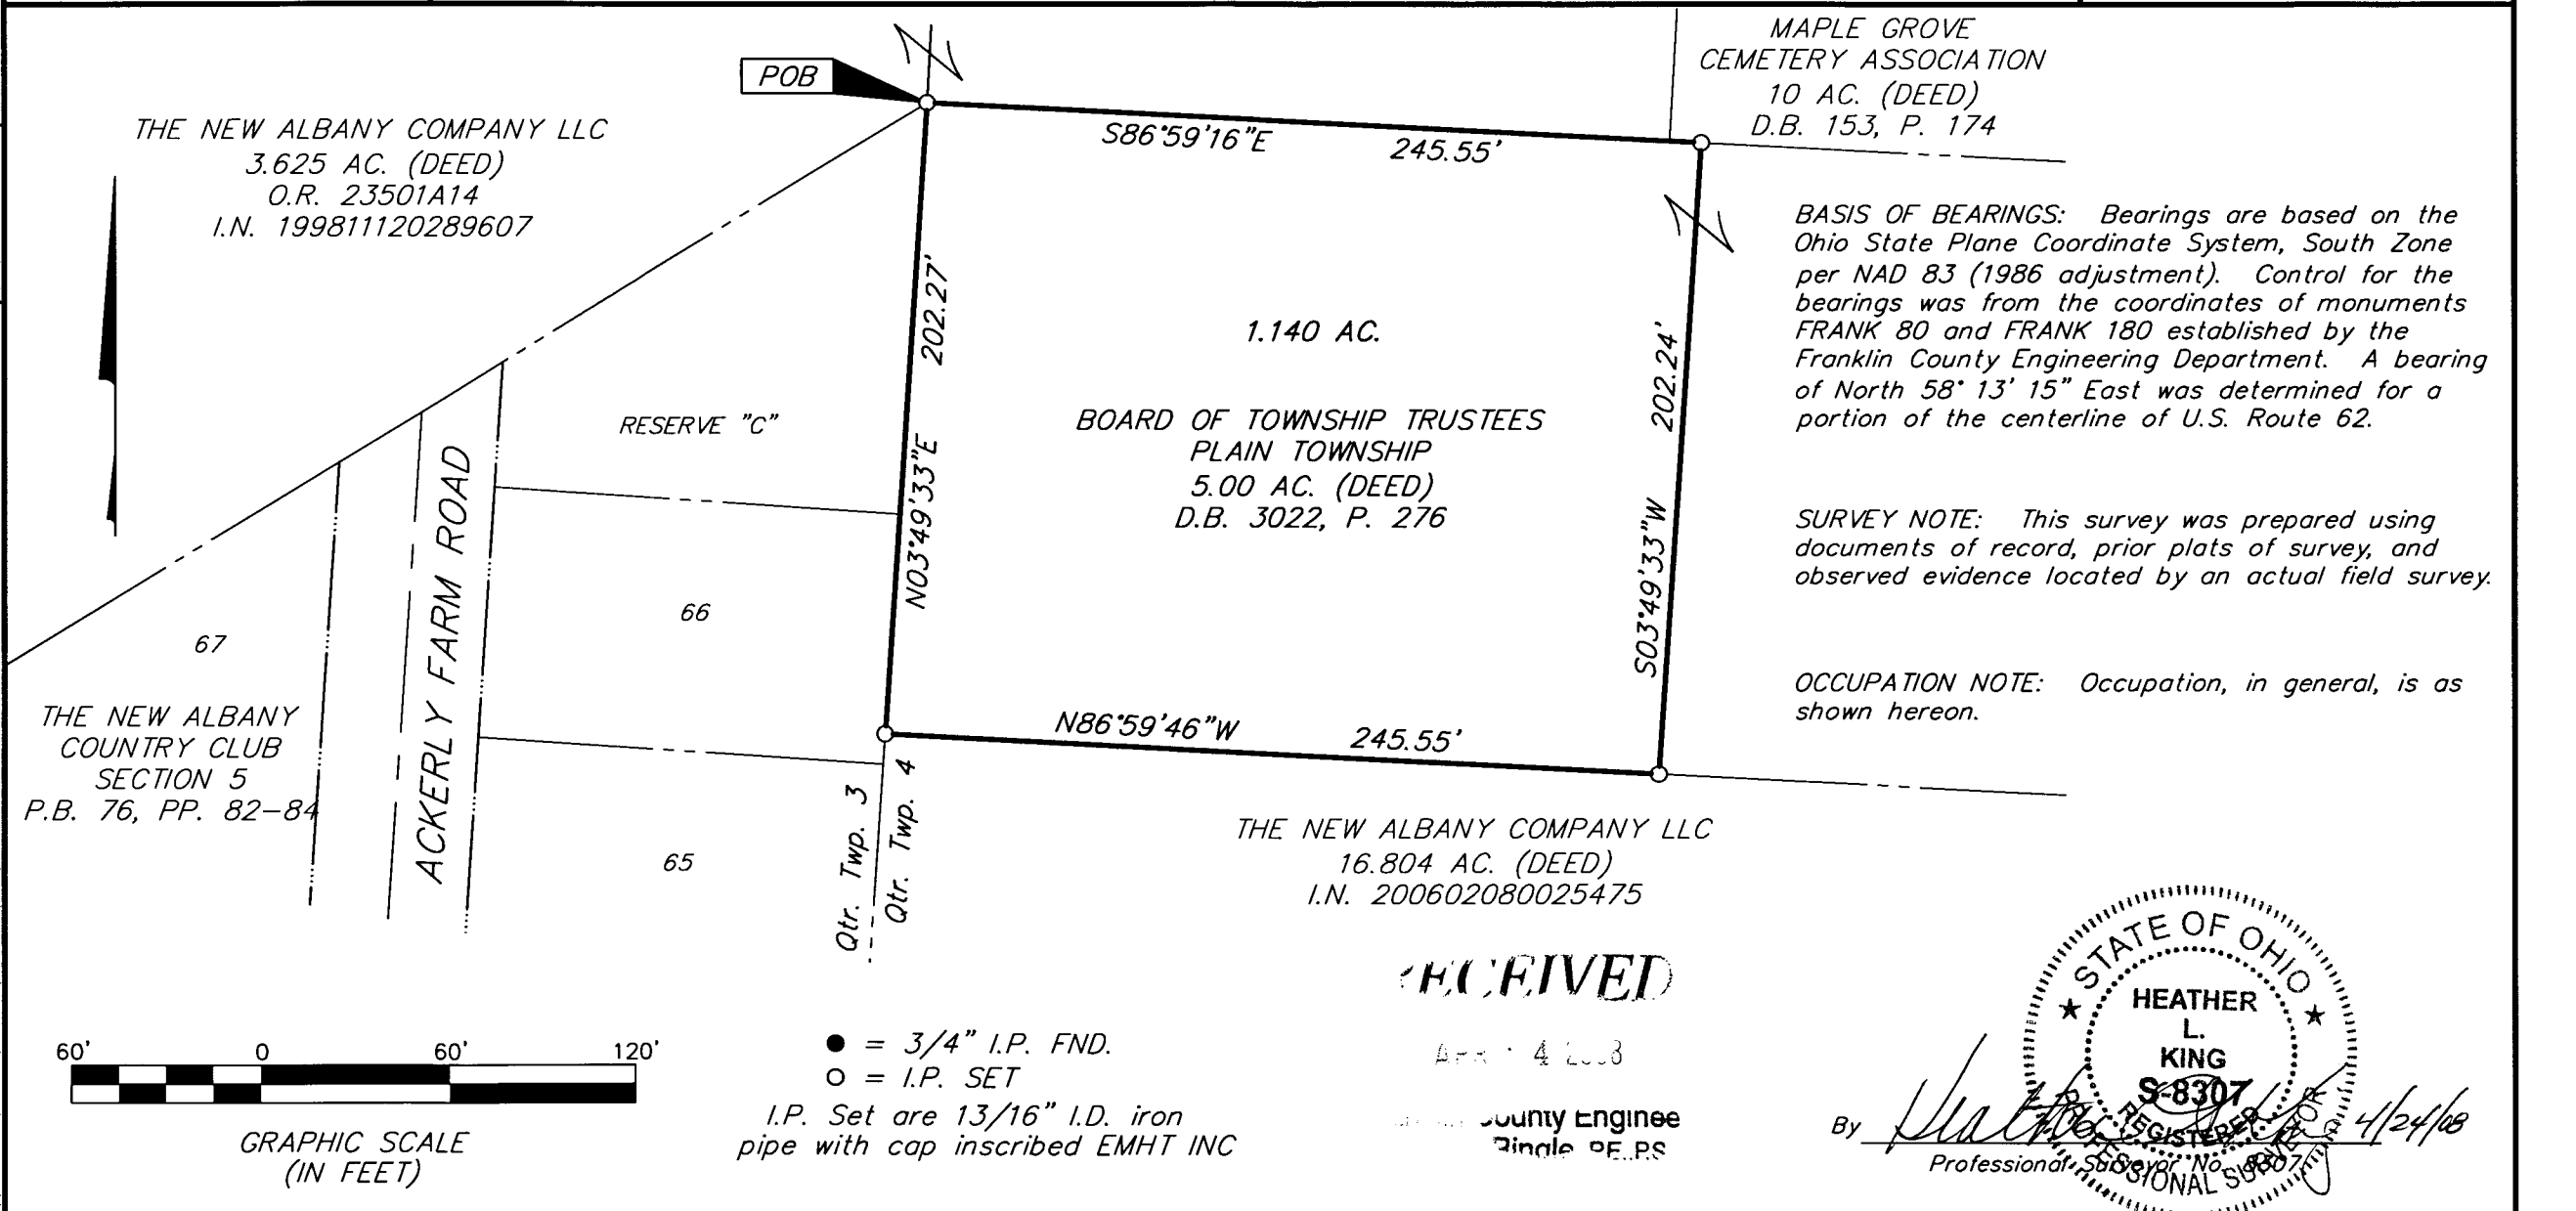 POB
MAPLE GROVE
CEMETERY ASSOCIATION
10 AC. (DEED)
D.B. 153, P. 174
THE NEW ALBANY COMPANY LLC
3.625 AC. (DEED)
O.R. 23501A14
I.N. 199811120289607
S86°59'16"E 245.55'
N03°49'33"E 202.27'
1.140 AC.
BOARD OF TOWNSHIP TRUSTEES
PLAIN TOWNSHIP
5.00 AC. (DEED)
D.B. 3022, P. 276
S03°49'33"W 202.24'
N86°59'46"W 245.55'
BASIS OF BEARINGS: Bearings are based on the
Ohio State Plane Coordinate System, South Zone
per NAD 83 (1986 adjustment). Control for the
bearings was from the coordinates of monuments
FRANK 80 and FRANK 180 established by the
Franklin County Engineering Department. A bearing
of North 58° 13' 15" East was determined for a
portion of the centerline of U.S. Route 62.
SURVEY NOTE: This survey was prepared using
documents of record, prior plats of survey, and
observed evidence located by an actual field survey.
OCCUPATION NOTE: Occupation, in general, is as
shown hereon.
RESERVE "C"
66
67
65
ACKERLY FARM ROAD
THE NEW ALBANY
COUNTRY CLUB
SECTION 5
P.B. 76, PP. 82-84
Qtr. Twp. 3
Qtr. Twp. 4
THE NEW ALBANY COMPANY LLC
16.804 AC. (DEED)
I.N. 200602080025475
60' 0 60' 120'
GRAPHIC SCALE
(IN FEET)
● = 3/4" I.P. FND.
○ = I.P. SET
I.P. Set are 13/16" I.D. iron
pipe with cap inscribed EMHT INC
ECEIVED
ounty Enginee
Ringle PE.PS
STATE OF OHIO
HEATHER
L.
KING
S-8307
REGISTERED
PROFESSIONAL SURVEYOR
By 4/24/08
Professional Surveyor No. 8307